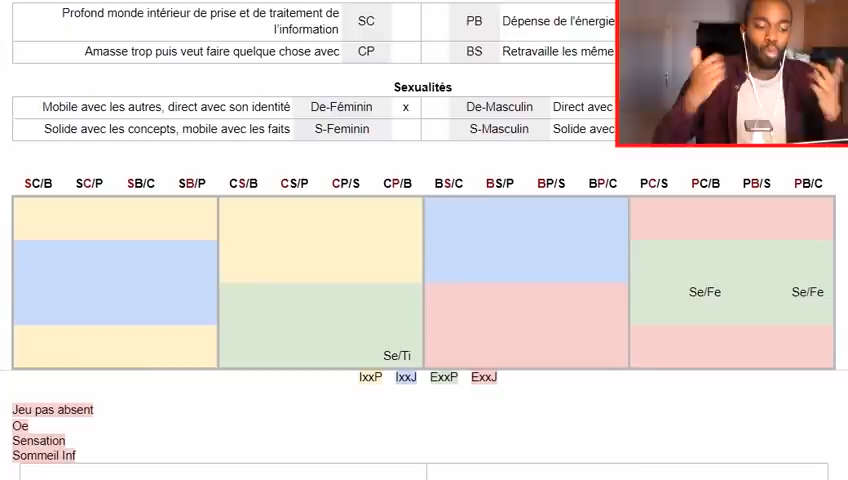 Profond monde intérieur de prise et de traitement de l'information SC PB Dépense de l'énergie
Amasse trop puis veut faire quelque chose avec CP BS Retravaille les même
Sexualités
Mobile avec les autres, direct avec son identité De-Féminin x De-Masculin Direct avec
Solide avec les concepts, mobile avec les faits S-Feminin S-Masculin Solide avec
SC/B SC/P SB/C SB/P CS/B CS/P CP/S CP/B BS/C BS/P BP/S BP/C PC/S PC/B PB/S PB/C
Se/Fe Se/Fe
Se/Ti
IxxP IxxJ ExxP ExxJ
Jeu pas absent
Oe
Sensation
Sommeil Inf